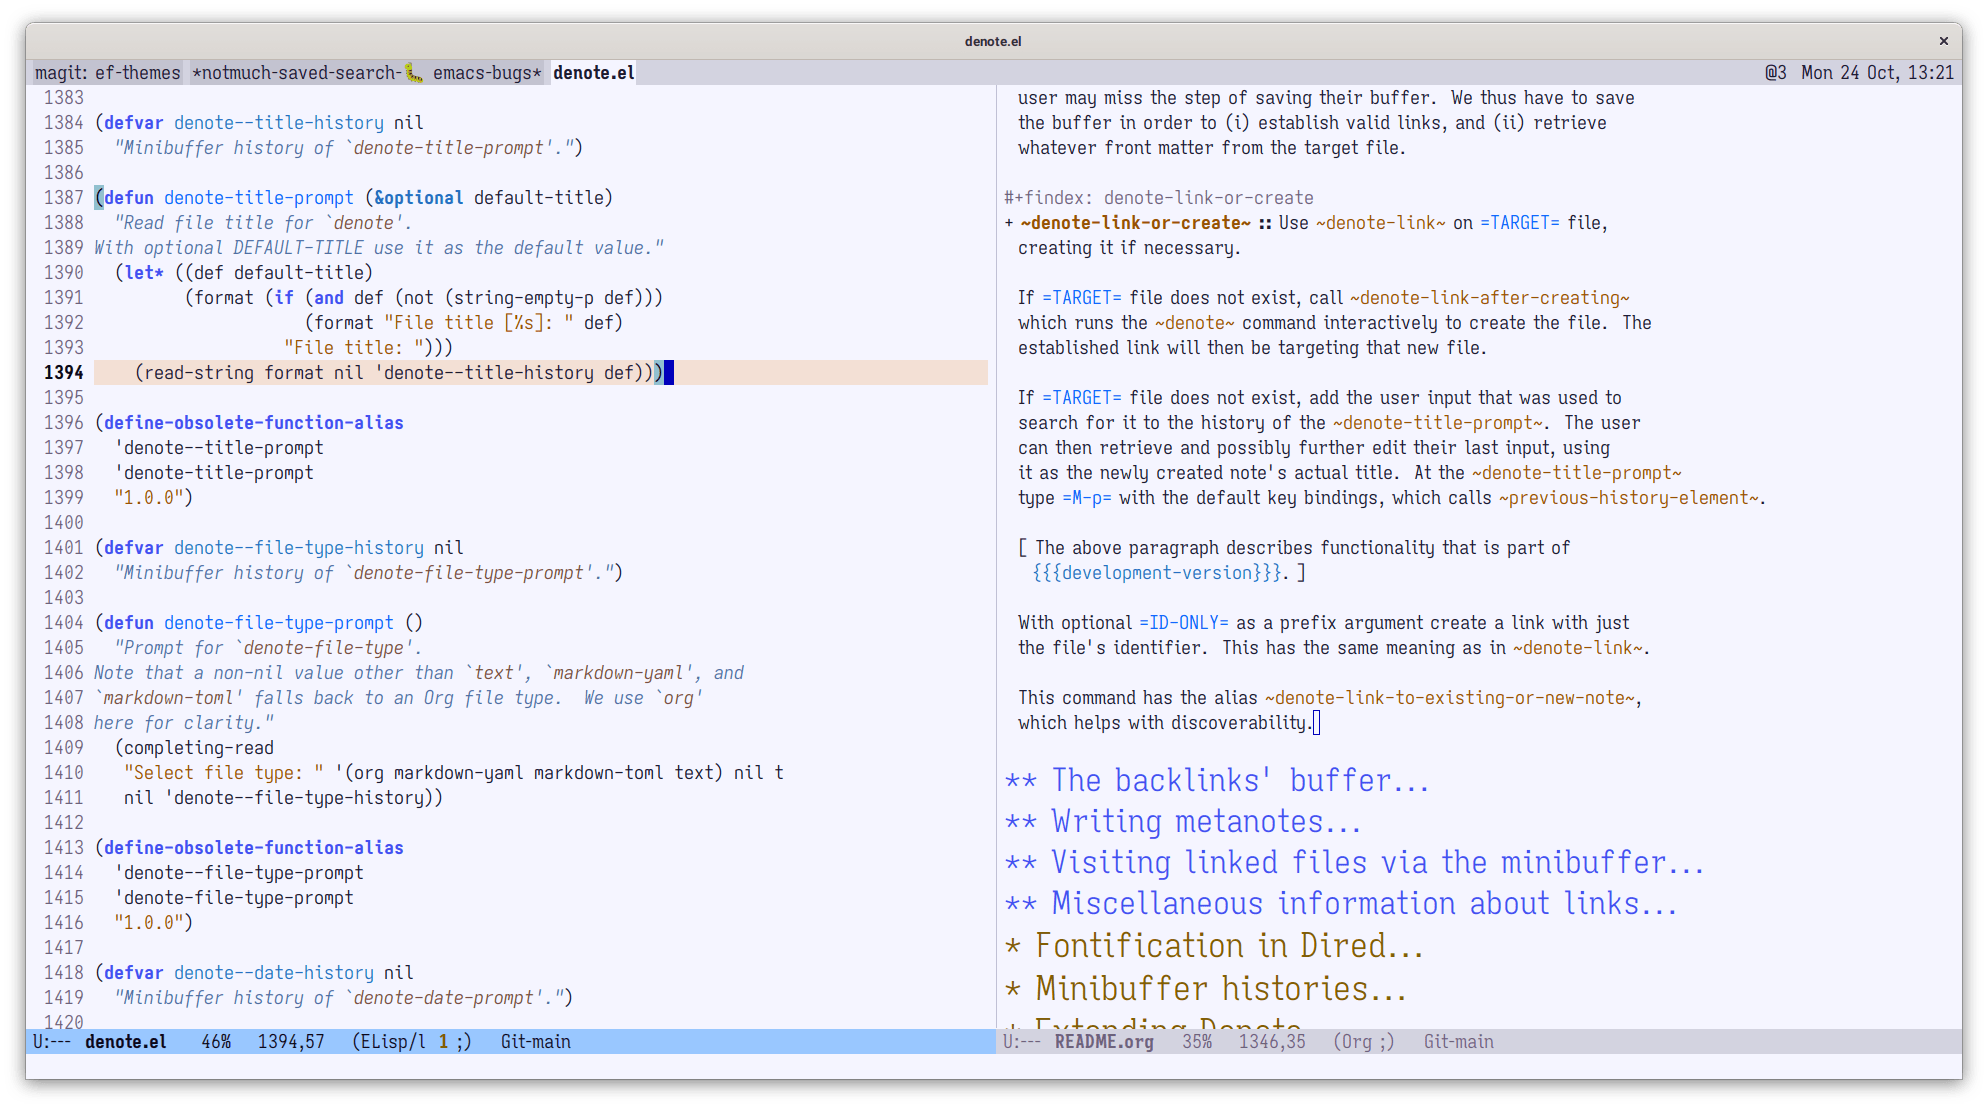 denote.el ×
magit: ef-themes *notmuch-saved-search-🐛 emacs-bugs* denote.el @3 Mon 24 Oct, 13:21
1383
1384 (defvar denote--title-history nil
1385   "Minibuffer history of `denote-title-prompt'.")
1386
1387 (defun denote-title-prompt (&optional default-title)
1388   "Read file title for `denote'.
1389 With optional DEFAULT-TITLE use it as the default value."
1390   (let* ((def default-title)
1391          (format (if (and def (not (string-empty-p def)))
1392                      (format "File title [%s]: " def)
1393                    "File title: ")))
1394     (read-string format nil 'denote--title-history def)))
1395
1396 (define-obsolete-function-alias
1397   'denote--title-prompt
1398   'denote-title-prompt
1399   "1.0.0")
1400
1401 (defvar denote--file-type-history nil
1402   "Minibuffer history of `denote-file-type-prompt'.")
1403
1404 (defun denote-file-type-prompt ()
1405   "Prompt for `denote-file-type'.
1406 Note that a non-nil value other than `text', `markdown-yaml', and
1407 `markdown-toml' falls back to an Org file type.  We use `org'
1408 here for clarity."
1409   (completing-read
1410    "Select file type: " '(org markdown-yaml markdown-toml text) nil t
1411    nil 'denote--file-type-history))
1412
1413 (define-obsolete-function-alias
1414   'denote--file-type-prompt
1415   'denote-file-type-prompt
1416   "1.0.0")
1417
1418 (defvar denote--date-history nil
1419   "Minibuffer history of `denote-date-prompt'.")
1420
U:--- denote.el 46% 1394,57 (ELisp/l 1 ;) Git-main
user may miss the step of saving their buffer.  We thus have to save
the buffer in order to (i) establish valid links, and (ii) retrieve
whatever front matter from the target file.
#+findex: denote-link-or-create
+ ~denote-link-or-create~ :: Use ~denote-link~ on =TARGET= file,
creating it if necessary.
If =TARGET= file does not exist, call ~denote-link-after-creating~
which runs the ~denote~ command interactively to create the file.  The
established link will then be targeting that new file.
If =TARGET= file does not exist, add the user input that was used to
search for it to the history of the ~denote-title-prompt~.  The user
can then retrieve and possibly further edit their last input, using
it as the newly created note's actual title.  At the ~denote-title-prompt~
type =M-p= with the default key bindings, which calls ~previous-history-element~.
[ The above paragraph describes functionality that is part of
{{{development-version}}}. ]
With optional =ID-ONLY= as a prefix argument create a link with just
the file's identifier.  This has the same meaning as in ~denote-link~.
This command has the alias ~denote-link-to-existing-or-new-note~,
which helps with discoverability.
** The backlinks' buffer...
** Writing metanotes...
** Visiting linked files via the minibuffer...
** Miscellaneous information about links...
* Fontification in Dired...
* Minibuffer histories...
* Extending Denote
U:--- README.org 35% 1346,35 (Org ;) Git-main